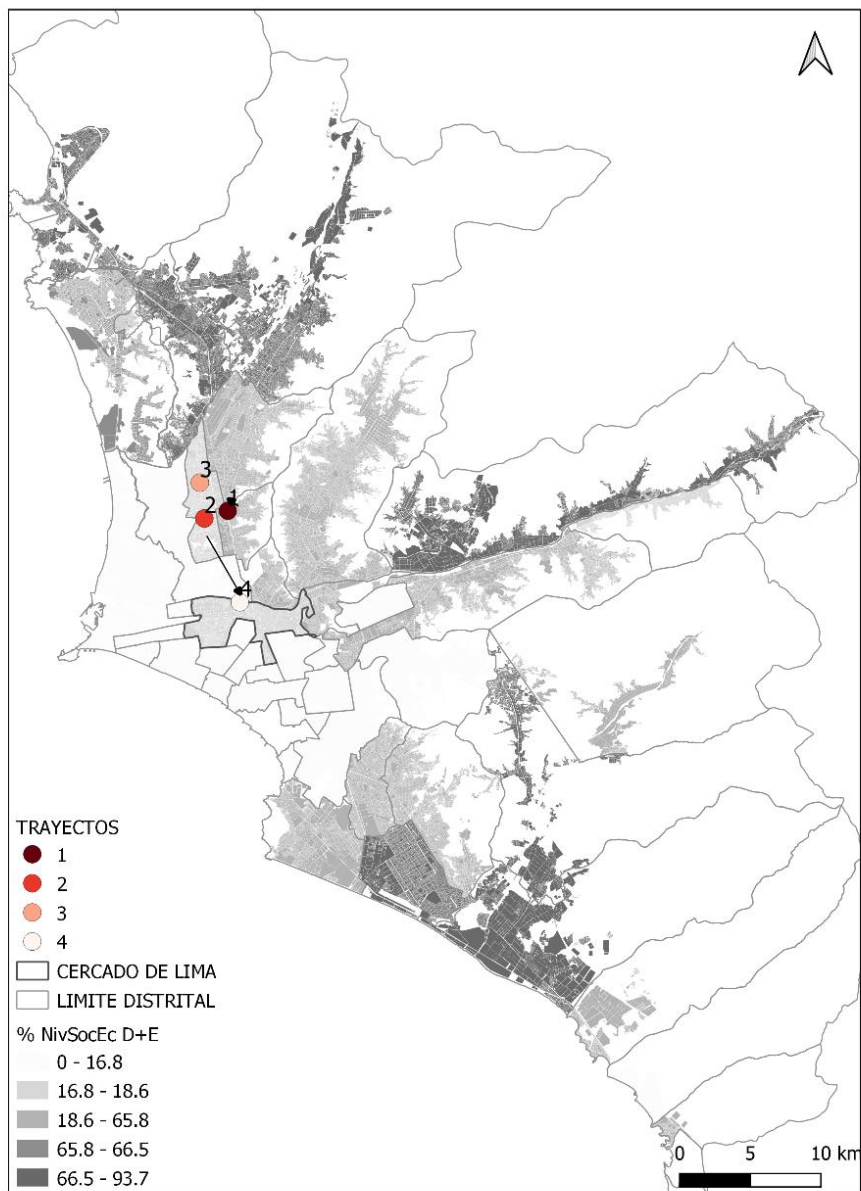 3
1
2
4
TRAYECTOS
1
2
3
4
CERCADO DE LIMA
LIMITE DISTRITAL
% NivSocEc D+E
0 - 16.8
16.8 - 18.6
18.6 - 65.8
65.8 - 66.5
66.5 - 93.7
0 5 10 km